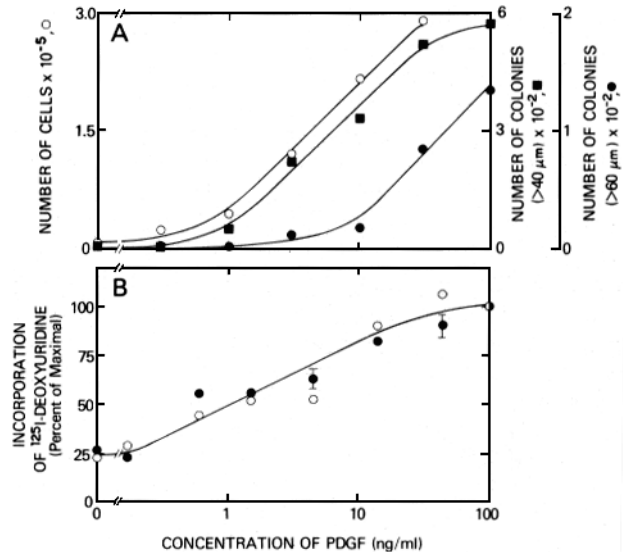 A
NUMBER OF CELLS x 10⁻⁵, ○
3.0
1.5
0
6
3
0
NUMBER OF COLONIES
(>40 μm) x 10⁻², ■
2
1
0
NUMBER OF COLONIES
(>60 μm) x 10⁻², ●
B
INCORPORATION
OF ¹²⁵I-DEOXYURIDINE
(Percent of Maximal)
100
75
50
25
0
0 1 10 100
CONCENTRATION OF PDGF (ng/ml)